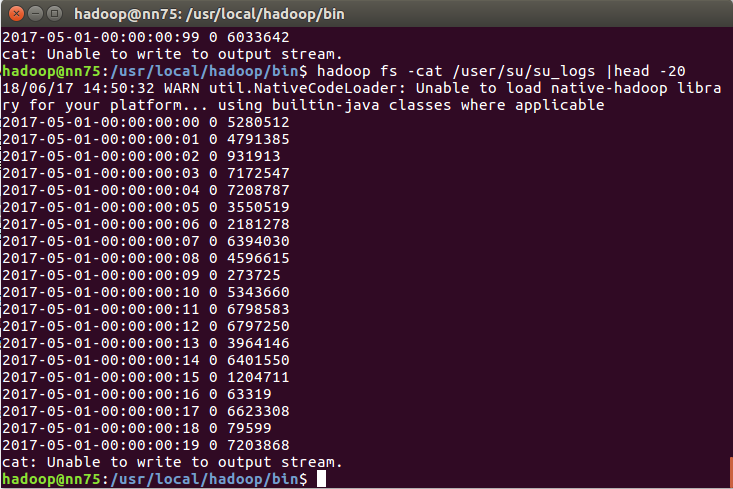 hadoop@nn75: /usr/local/hadoop/bin
2017-05-01-00:00:00:99 0 6033642
cat: Unable to write to output stream.
hadoop@nn75:/usr/local/hadoop/bin$ hadoop fs -cat /user/su/su_logs |head -20
18/06/17 14:50:32 WARN util.NativeCodeLoader: Unable to load native-hadoop libra
ry for your platform... using builtin-java classes where applicable
2017-05-01-00:00:00:00 0 5280512
2017-05-01-00:00:00:01 0 4791385
2017-05-01-00:00:00:02 0 931913
2017-05-01-00:00:00:03 0 7172547
2017-05-01-00:00:00:04 0 7208787
2017-05-01-00:00:00:05 0 3550519
2017-05-01-00:00:00:06 0 2181278
2017-05-01-00:00:00:07 0 6394030
2017-05-01-00:00:00:08 0 4596615
2017-05-01-00:00:00:09 0 273725
2017-05-01-00:00:00:10 0 5343660
2017-05-01-00:00:00:11 0 6798583
2017-05-01-00:00:00:12 0 6797250
2017-05-01-00:00:00:13 0 3964146
2017-05-01-00:00:00:14 0 6401550
2017-05-01-00:00:00:15 0 1204711
2017-05-01-00:00:00:16 0 63319
2017-05-01-00:00:00:17 0 6623308
2017-05-01-00:00:00:18 0 79599
2017-05-01-00:00:00:19 0 7203868
cat: Unable to write to output stream.
hadoop@nn75:/usr/local/hadoop/bin$